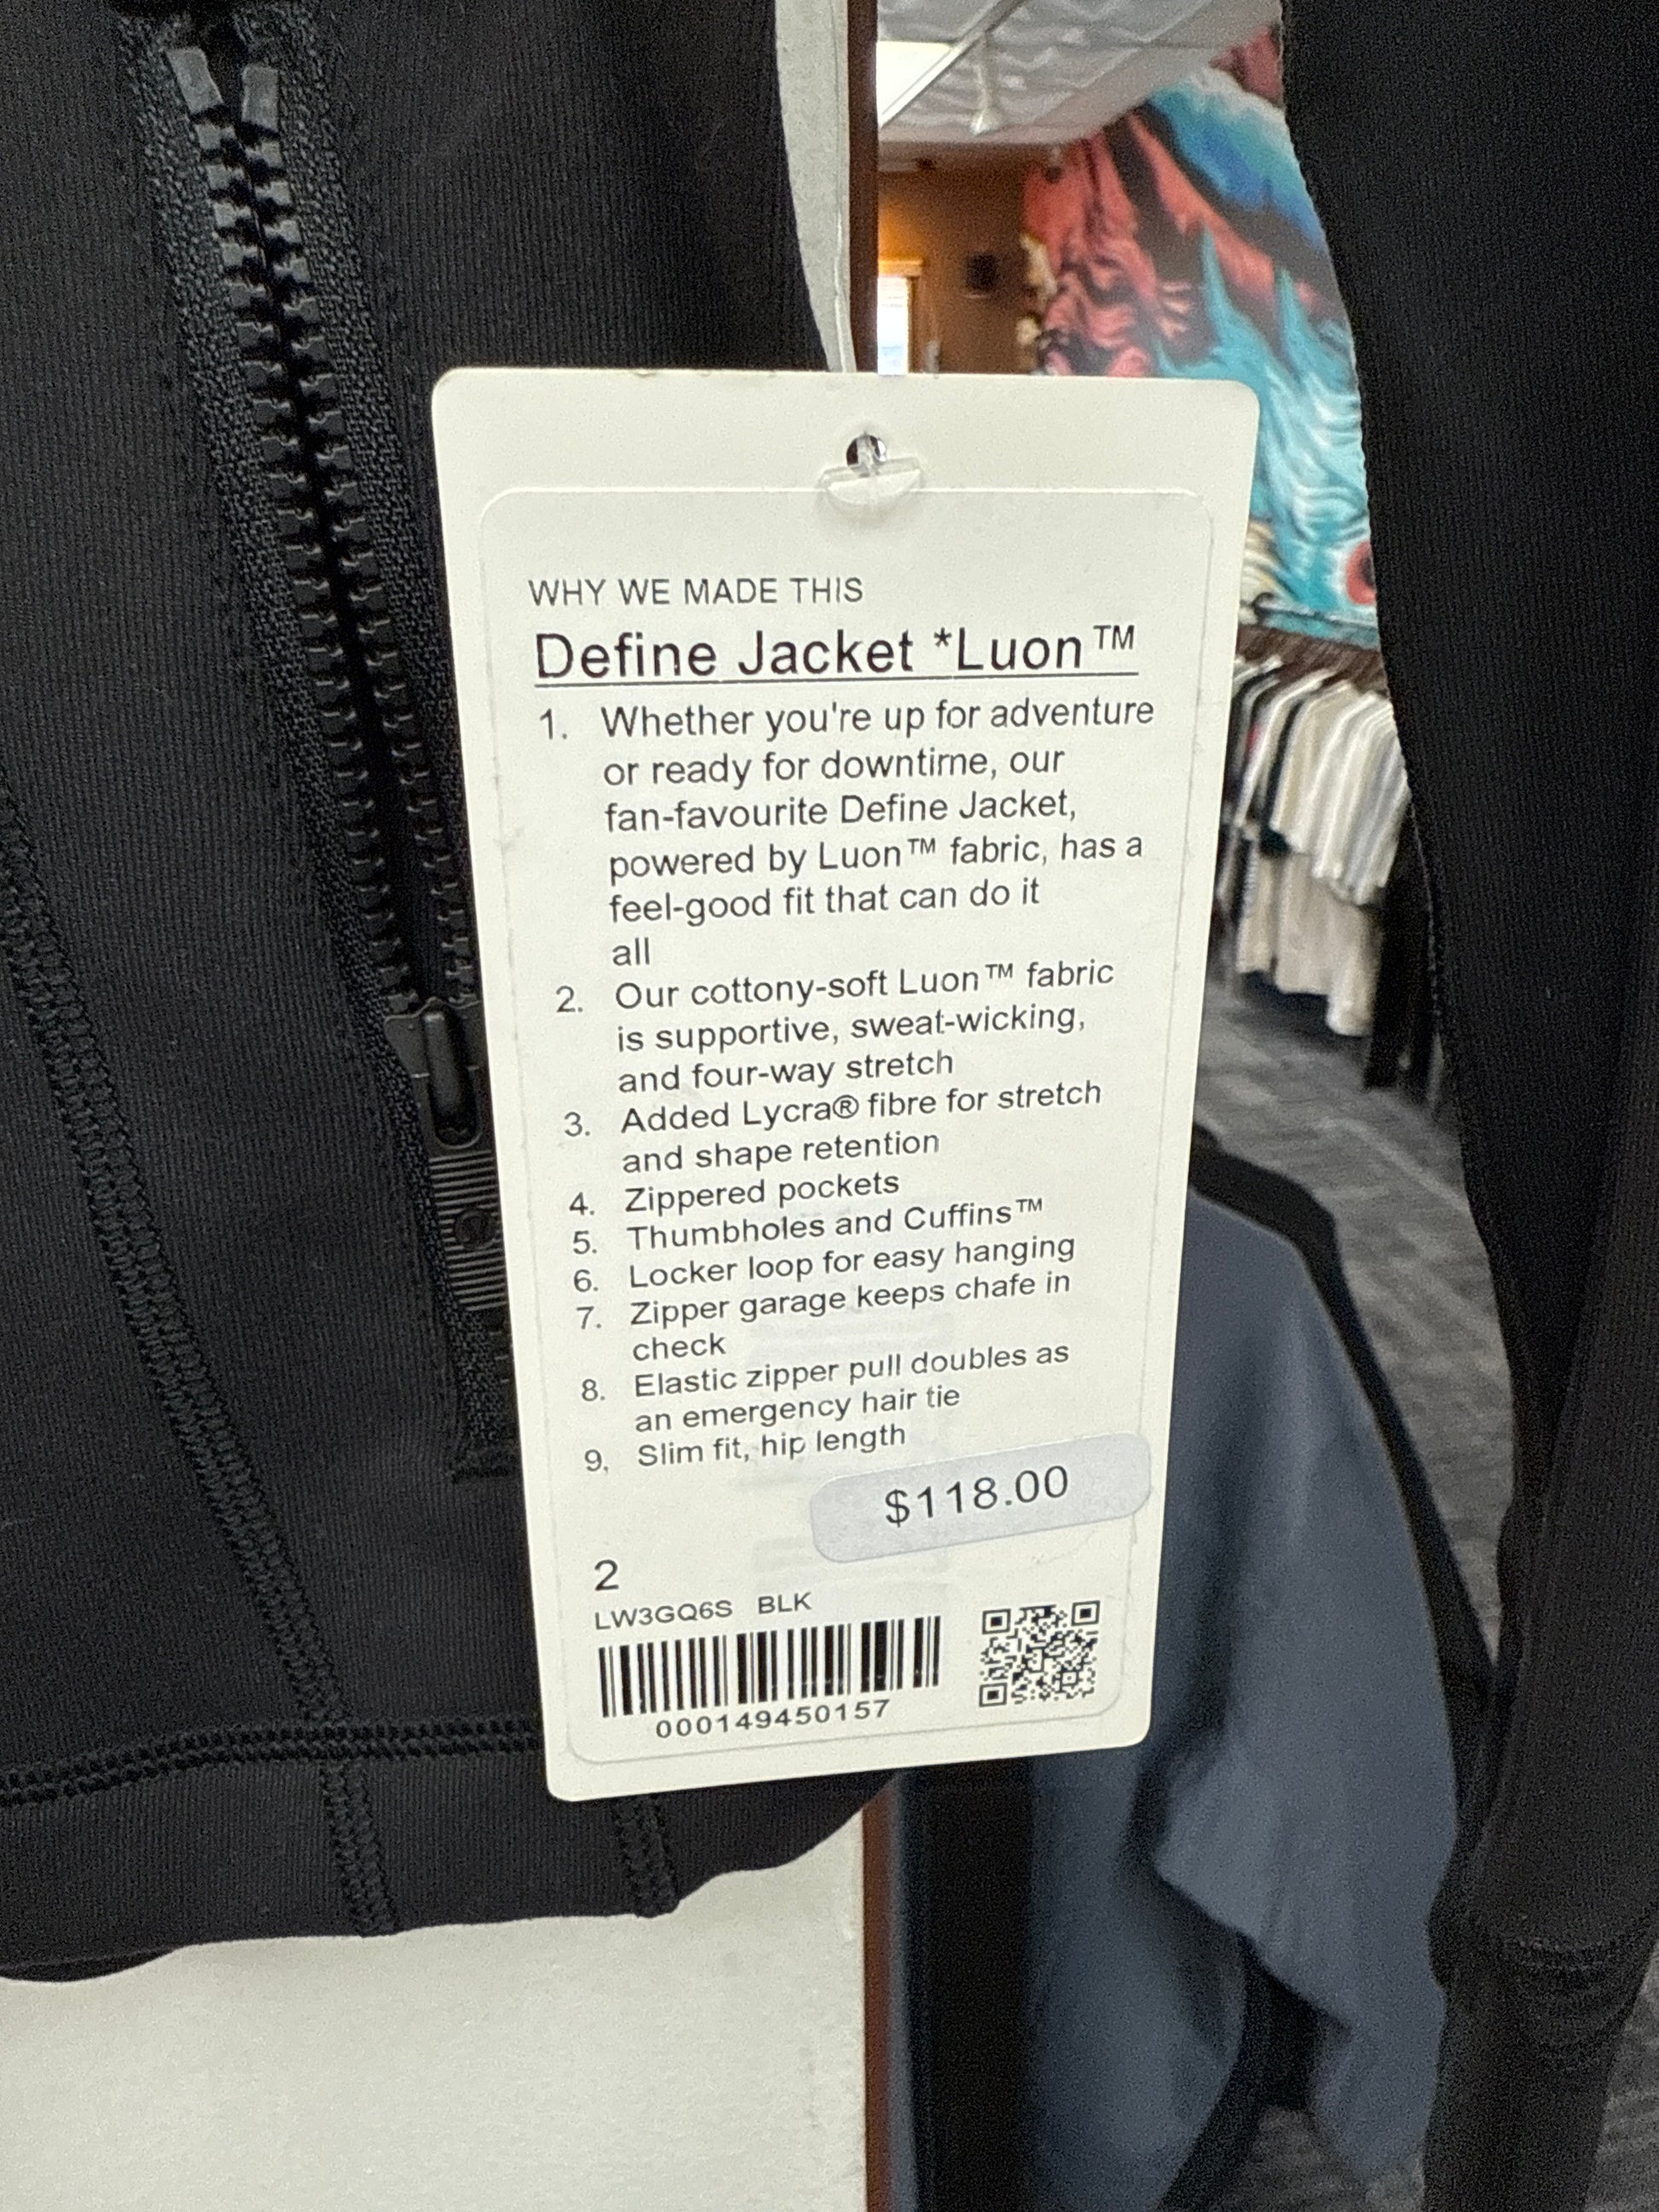 WHY WE MADE THIS
Define Jacket *Luon™
1. Whether you're up for adventure
or ready for downtime, our
fan-favourite Define Jacket,
powered by Luon™ fabric, has a
feel-good fit that can do it
all
2. Our cottony-soft Luon™ fabric
is supportive, sweat-wicking,
and four-way stretch
3. Added Lycra® fibre for stretch
and shape retention
4. Zippered pockets
5. Thumbholes and Cuffins™
6. Locker loop for easy hanging
7. Zipper garage keeps chafe in
check
8. Elastic zipper pull doubles as
an emergency hair tie
9. Slim fit, hip length
$118.00
2
LW3GQ6S BLK
000149450157